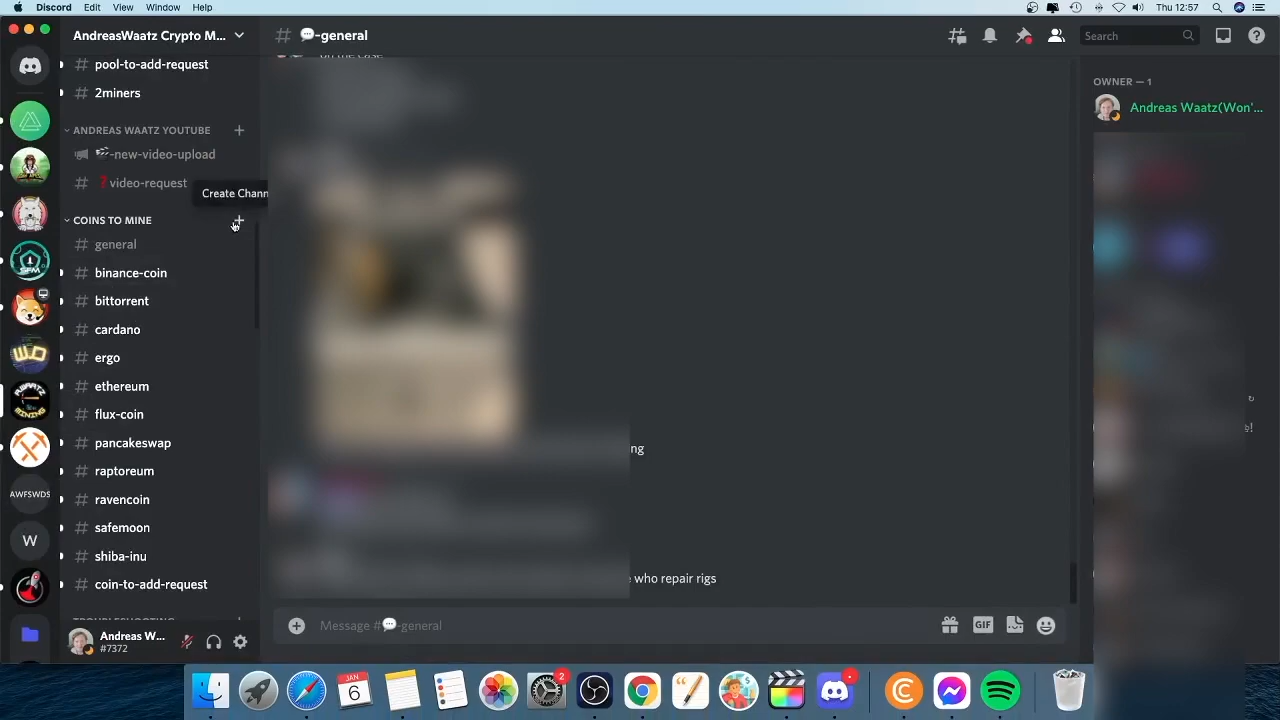 Discord Edit View Window Help
Thu 12:57
AndreasWaatz Crypto M...
-general
Search
pool-to-add-request
2miners
ANDREAS WAATZ YOUTUBE
-new-video-upload
video-request
Create Chann
COINS TO MINE
general
binance-coin
bittorrent
cardano
ergo
ethereum
flux-coin
pancakeswap
raptoreum
ravencoin
safemoon
shiba-inu
coin-to-add-request
Andreas W...
#7372
AWFSWDS
W
ng
who repair rigs
Message # -general
GIF
OWNER — 1
Andreas Waatz(Won'...
JAN
6
2